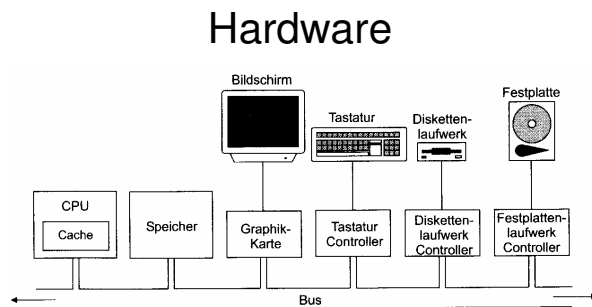 Hardware
Bildschirm
Tastatur
Disketten-
laufwerk
Festplatte
CPU
Cache
Speicher
Graphik-
Karte
Tastatur
Controller
Disketten-
laufwerk
Controller
Festplatten-
laufwerk
Controller
Bus